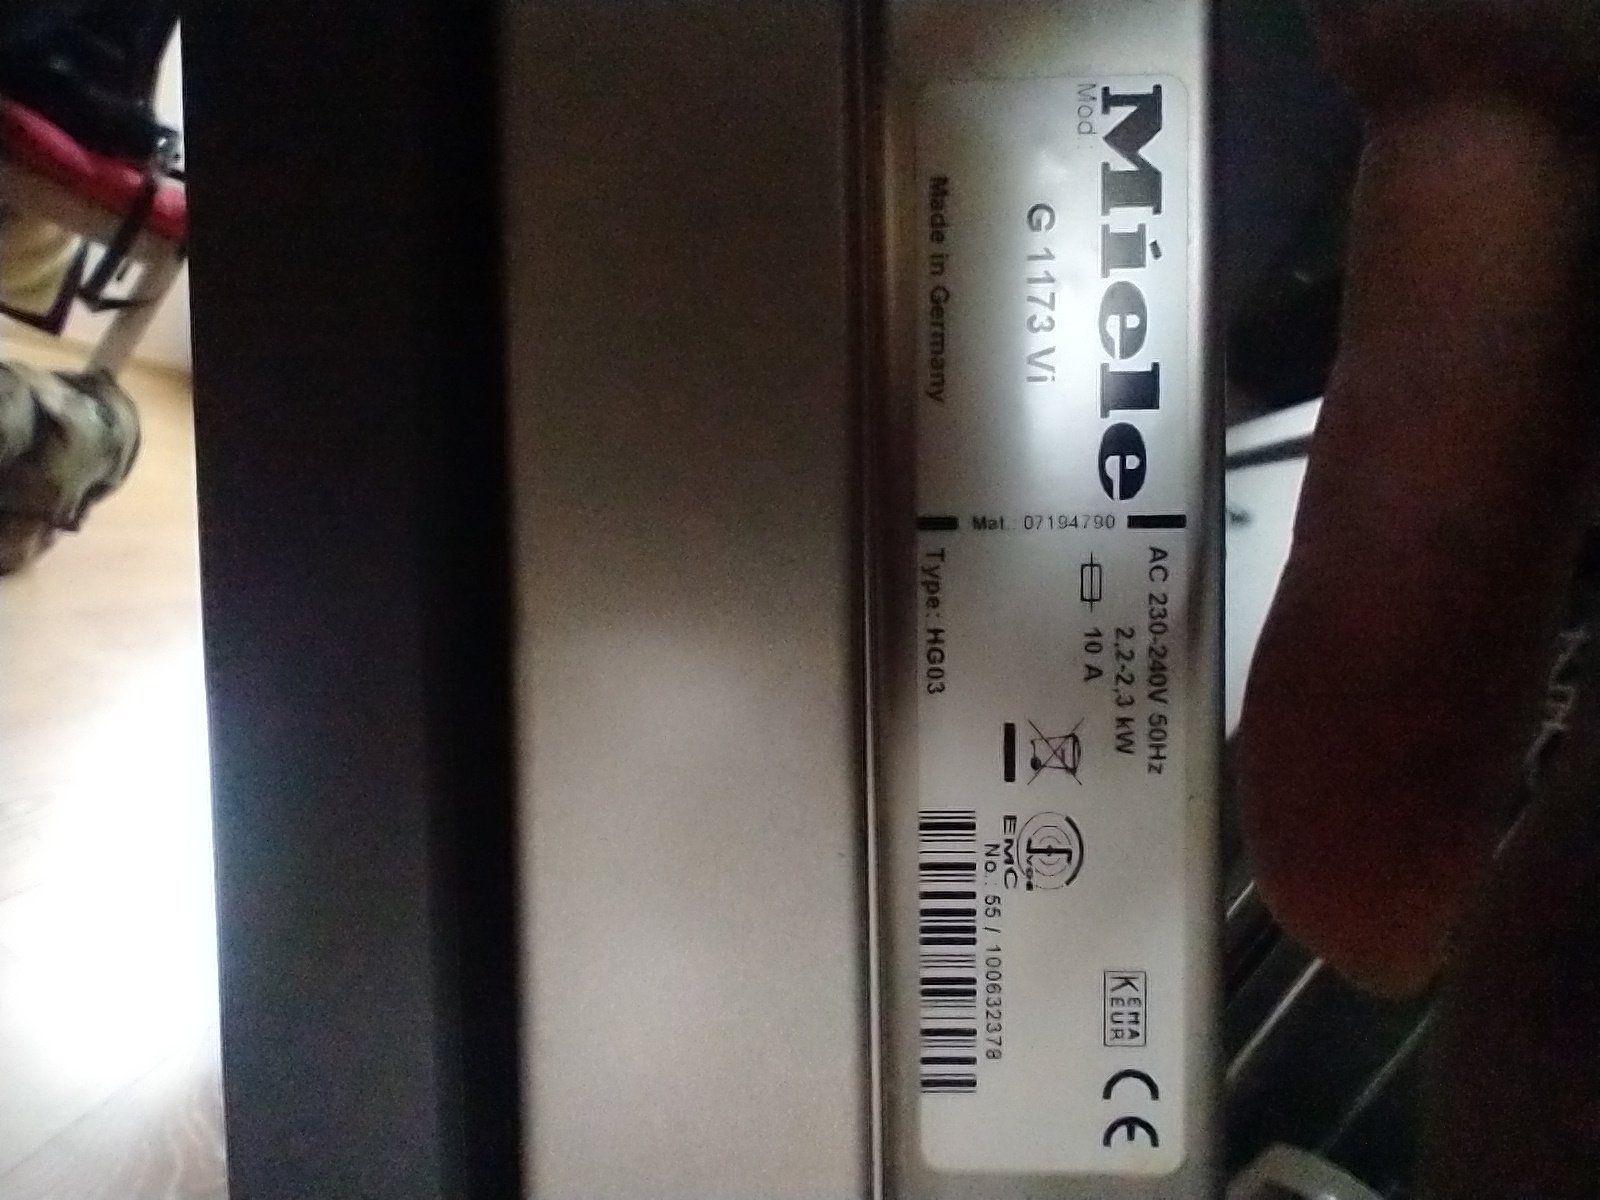 Miele
Mod.
G 1173 Vi
Made in Germany
Mat.: 07194790
AC 230-240V 50Hz
2,2-2,3 kW
10 A
Type: HG03
VDE
EMC
No.: 55 / 100632378
KEMA
KEUR
CE